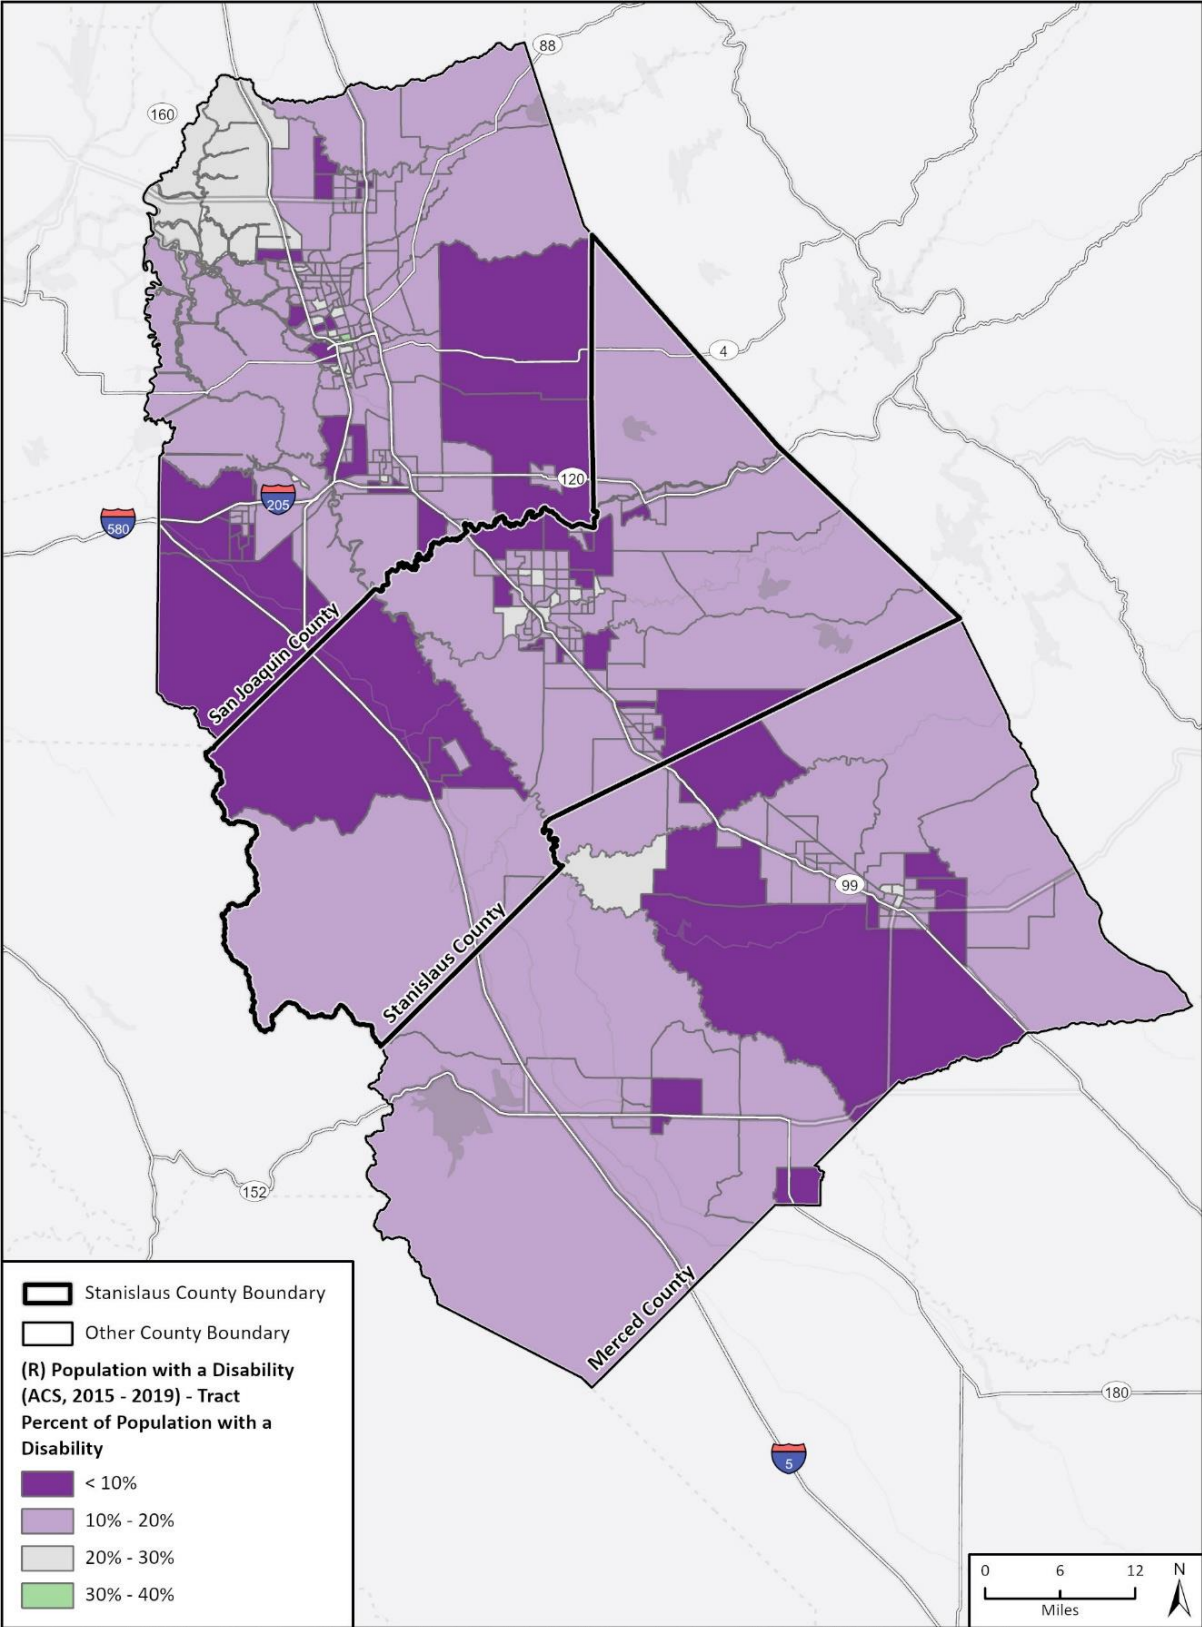 88
160
4
120
205
580
San Joaquin County
99
Stanislaus County
152
Merced County
180
5
Stanislaus County Boundary
Other County Boundary
(R) Population with a Disability
(ACS, 2015 - 2019) - Tract
Percent of Population with a
Disability
< 10%
10% - 20%
20% - 30%
30% - 40%
0 6 12 N
Miles